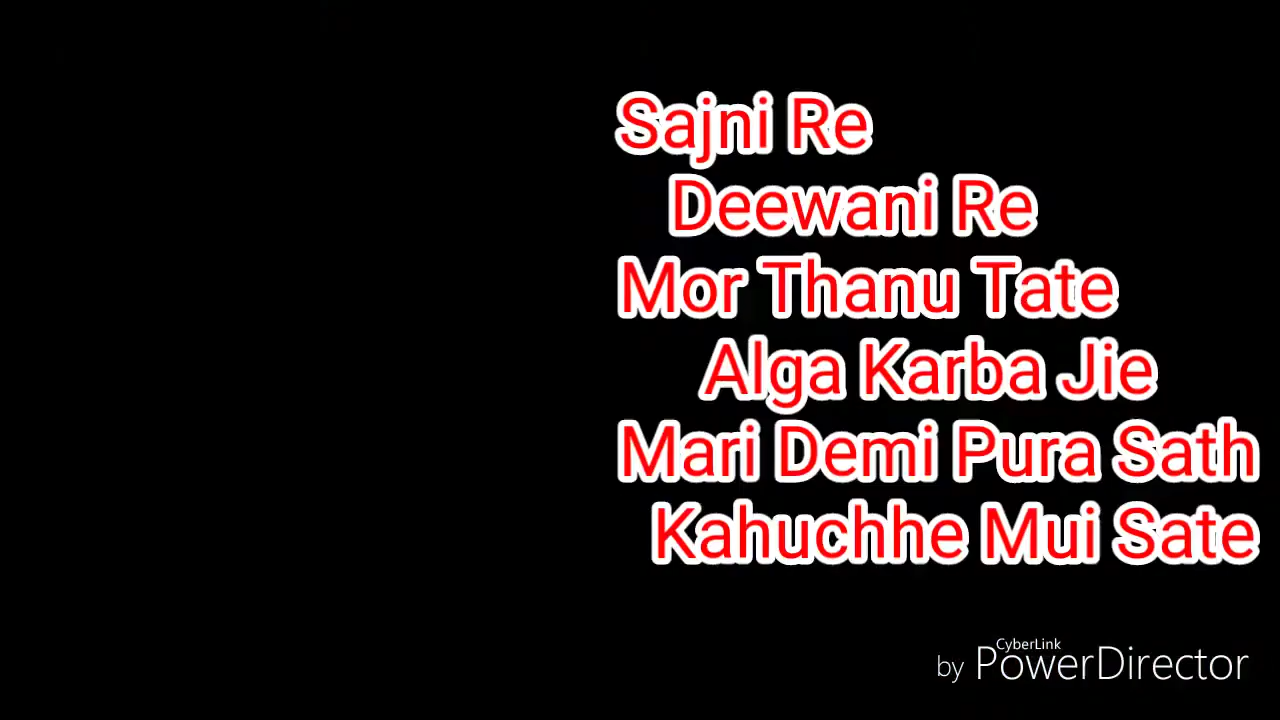 Sajni Re
Deewani Re
Mor Thanu Tate
Alga Karba Jie
Mari Demi Pura Sath
Kahuchhe Mui Sate
CyberLink
by PowerDirector